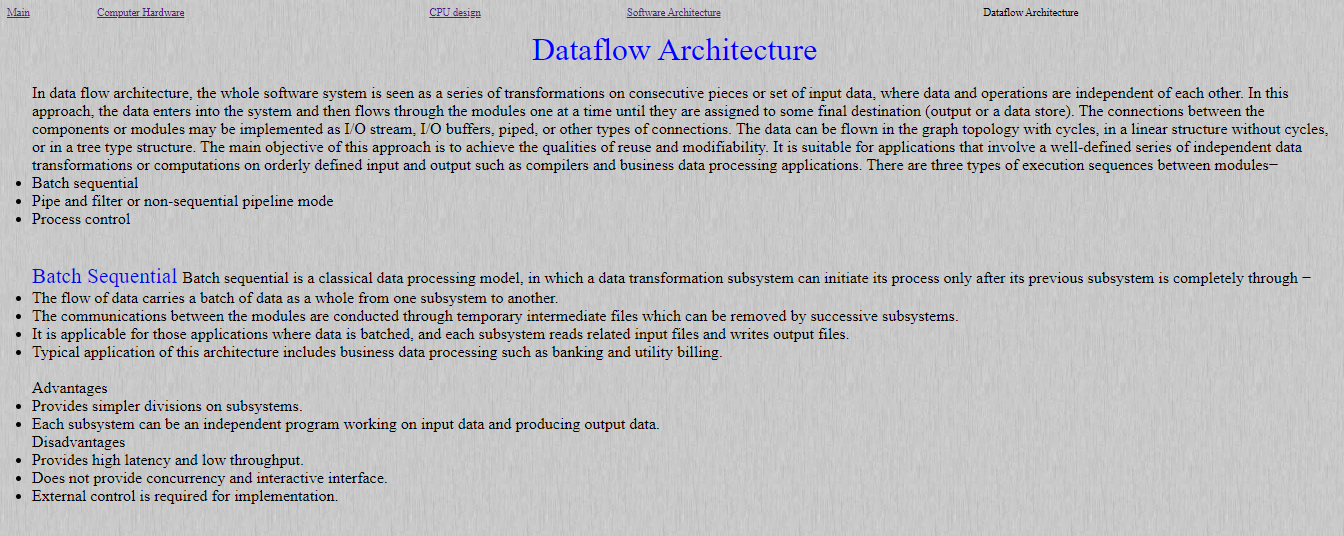 Main Computer Hardware CPU design Software Architecture Dataflow Architecture
Dataflow Architecture
In data flow architecture, the whole software system is seen as a series of transformations on consecutive pieces or set of input data, where data and operations are independent of each other. In this
approach, the data enters into the system and then flows through the modules one at a time until they are assigned to some final destination (output or a data store). The connections between the
components or modules may be implemented as I/O stream, I/O buffers, piped, or other types of connections. The data can be flown in the graph topology with cycles, in a linear structure without cycles,
or in a tree type structure. The main objective of this approach is to achieve the qualities of reuse and modifiability. It is suitable for applications that involve a well-defined series of independent data
transformations or computations on orderly defined input and output such as compilers and business data processing applications. There are three types of execution sequences between modules−
• Batch sequential
• Pipe and filter or non-sequential pipeline mode
• Process control
Batch Sequential Batch sequential is a classical data processing model, in which a data transformation subsystem can initiate its process only after its previous subsystem is completely through −
• The flow of data carries a batch of data as a whole from one subsystem to another.
• The communications between the modules are conducted through temporary intermediate files which can be removed by successive subsystems.
• It is applicable for those applications where data is batched, and each subsystem reads related input files and writes output files.
• Typical application of this architecture includes business data processing such as banking and utility billing.
Advantages
• Provides simpler divisions on subsystems.
• Each subsystem can be an independent program working on input data and producing output data.
Disadvantages
• Provides high latency and low throughput.
• Does not provide concurrency and interactive interface.
• External control is required for implementation.